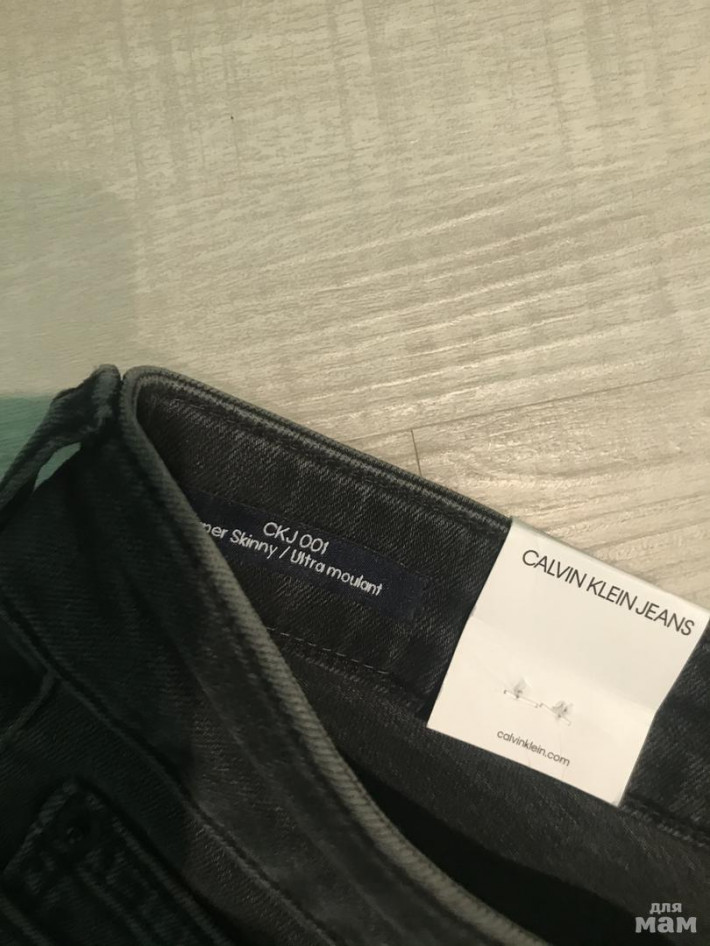 CKJ 001
Skinny / Ultra moulant
CALVIN KLEIN JEANS
calvinklein.com
для
мам